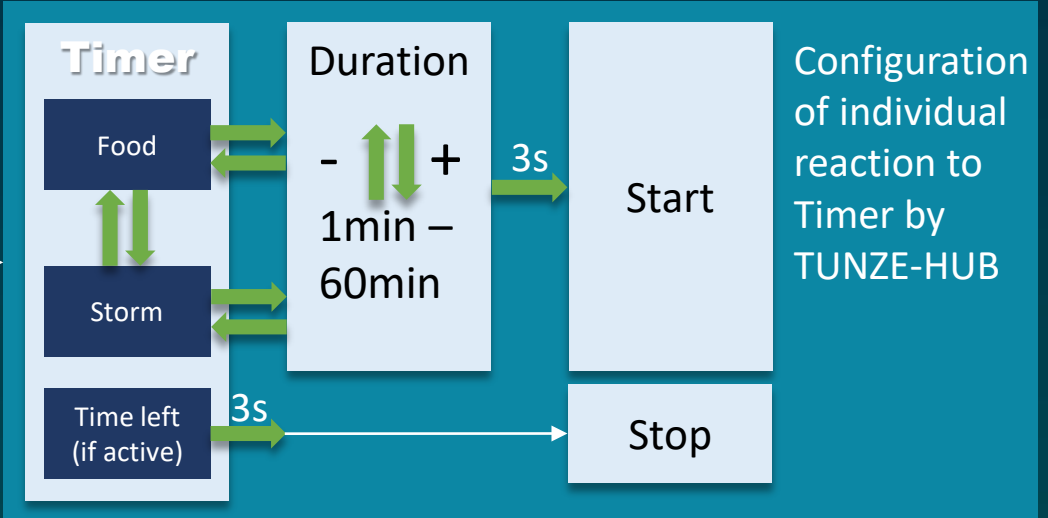 Timer
Food
Storm
Time left
(if active)
3s
Duration
- +
1min –
60min
3s
Start
Stop
Configuration
of individual
reaction to
Timer by
TUNZE-HUB